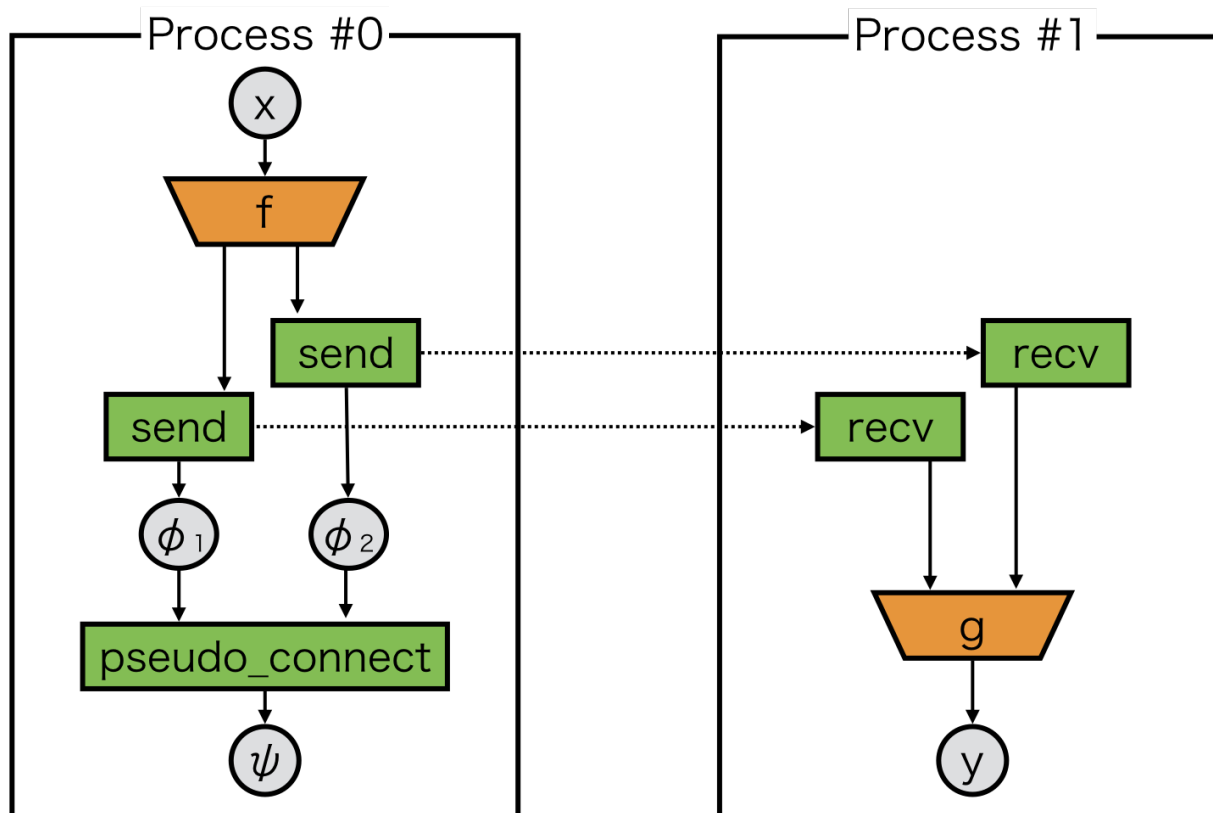 Process #0
Process #1
x
f
send
recv
send
recv
ϕ₁
ϕ₂
g
pseudo_connect
ψ
y